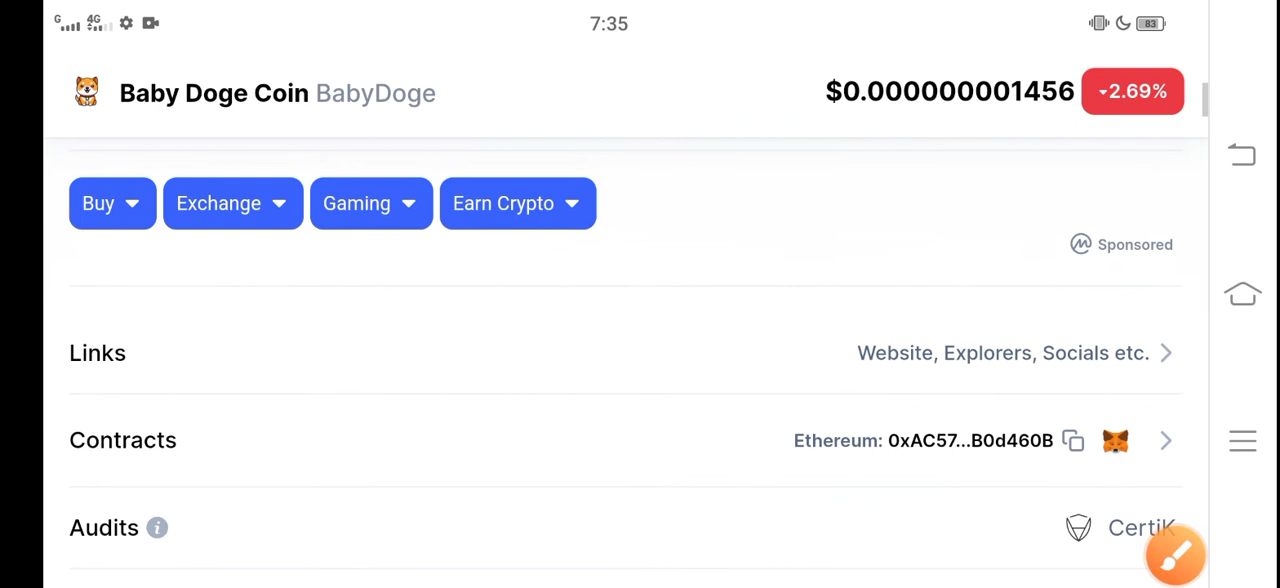 G 4G 7:35 83
Baby Doge Coin BabyDoge $0.000000001456 2.69%
Buy Exchange Gaming Earn Crypto
Sponsored
Links Website, Explorers, Socials etc.
Contracts Ethereum: 0xAC57...B0d460B
Audits i CertiK